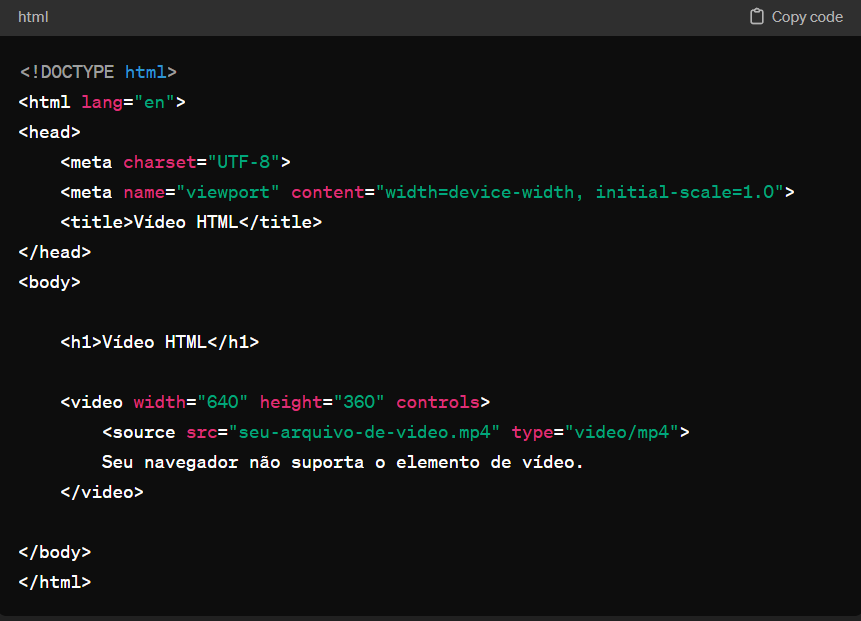 html
Copy code
<!DOCTYPE html>
<html lang="en">
<head>
    <meta charset="UTF-8">
    <meta name="viewport" content="width=device-width, initial-scale=1.0">
    <title>Vídeo HTML</title>
</head>
<body>

    <h1>Vídeo HTML</h1>

    <video width="640" height="360" controls>
        <source src="seu-arquivo-de-video.mp4" type="video/mp4">
        Seu navegador não suporta o elemento de vídeo.
    </video>

</body>
</html>